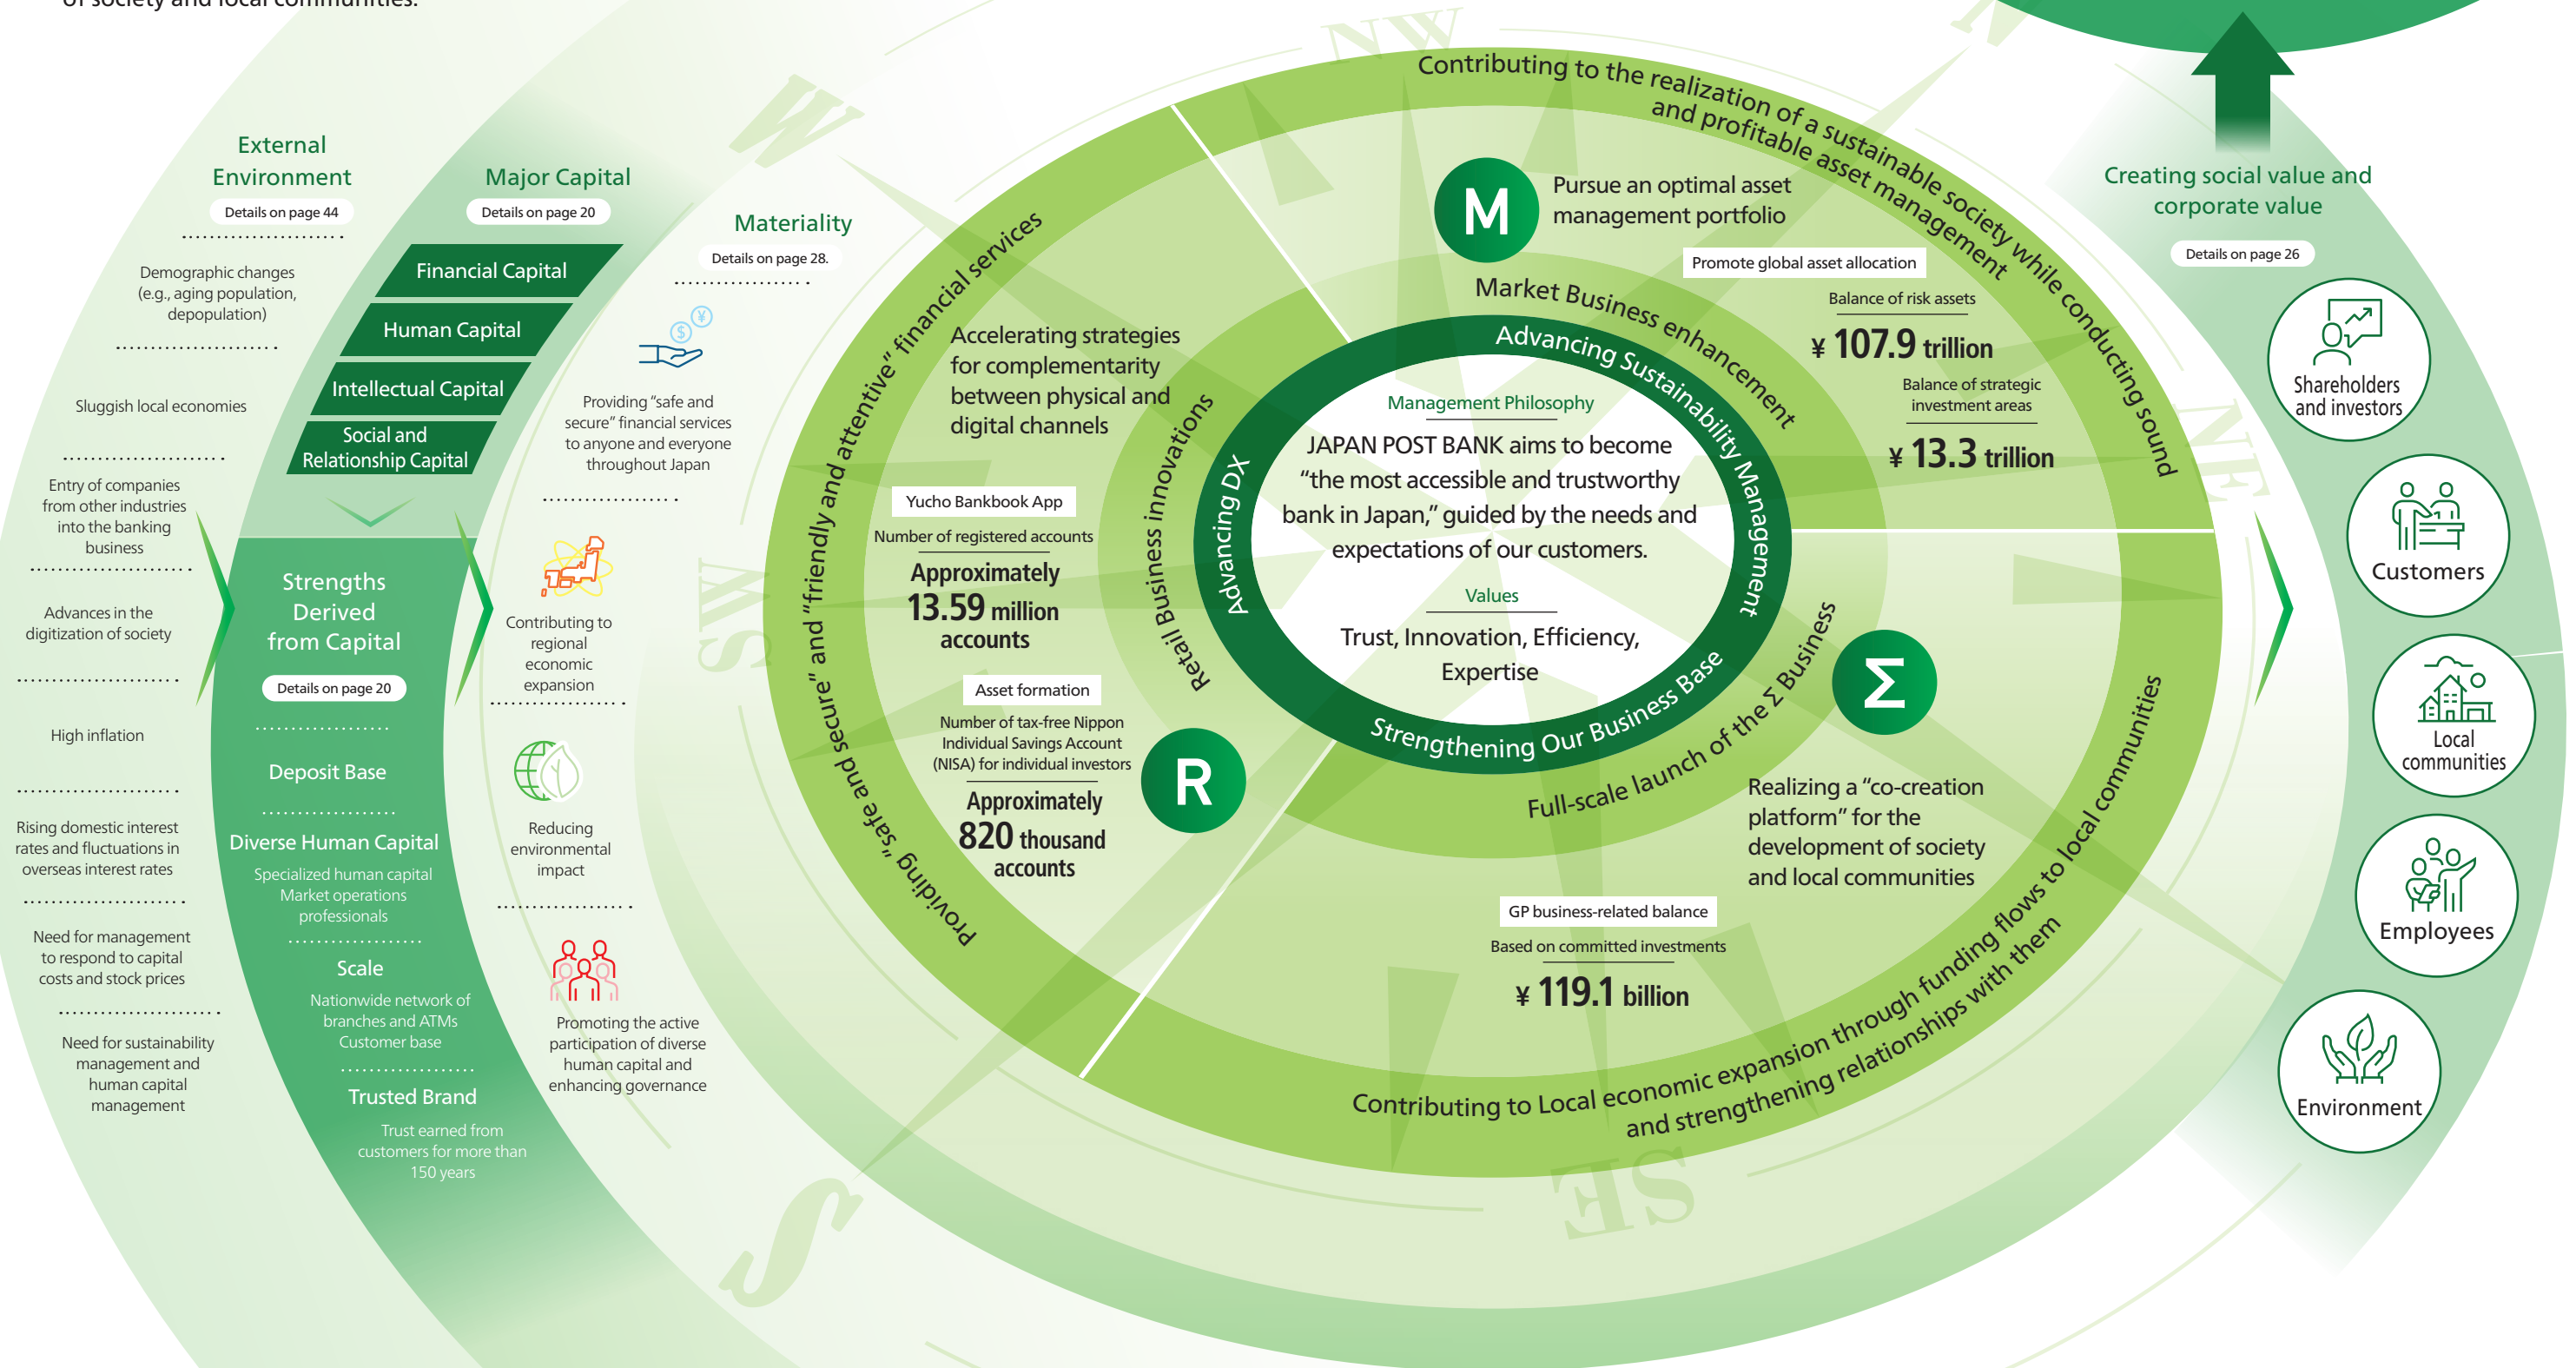 of society and local communities.
External
Environment
Details on page 44
Demographic changes
(e.g., aging population,
depopulation)
Sluggish local economies
Entry of companies
from other industries
into the banking
business
Advances in the
digitization of society
High inflation
Rising domestic interest
rates and fluctuations in
overseas interest rates
Need for management
to respond to capital
costs and stock prices
Need for sustainability
management and
human capital
management
Major Capital
Details on page 20
Financial Capital
Human Capital
Intellectual Capital
Social and
Relationship Capital
Strengths
Derived
from Capital
Details on page 20
Deposit Base
Diverse Human Capital
Specialized human capital
Market operations
professionals
Scale
Nationwide network of
branches and ATMs
Customer base
Trusted Brand
Trust earned from
customers for more than
150 years
Materiality
Details on page 28.
$ ¥
Providing “safe and
secure” financial services
to anyone and everyone
throughout Japan
Contributing to
regional
economic
expansion
Reducing
environmental
impact
Promoting the active
participation of diverse
human capital and
enhancing governance
W
NW
N
NE
SW
S
SE
Providing “safe and secure” and “friendly and attentive” financial services
Accelerating strategies
for complementarity
between physical and
digital channels
Retail Business innovations
Yucho Bankbook App
Number of registered accounts
Approximately
13.59 million
accounts
Asset formation
Number of tax-free Nippon
Individual Savings Account
(NISA) for individual investors
Approximately
820 thousand
accounts
R
Contributing to the realization of a sustainable society while conducting sound
and profitable asset management
M
Pursue an optimal asset
management portfolio
Market Business enhancement
Promote global asset allocation
Balance of risk assets
¥ 107.9 trillion
Balance of strategic
investment areas
¥ 13.3 trillion
Advancing DX
Advancing Sustainability Management
Strengthening Our Business Base
Management Philosophy
JAPAN POST BANK aims to become
“the most accessible and trustworthy
bank in Japan,” guided by the needs and
expectations of our customers.
Values
Trust, Innovation, Efficiency,
Expertise
Full-scale launch of the Σ Business
Σ
Realizing a “co-creation
platform” for the
development of society
and local communities
GP business-related balance
Based on committed investments
¥ 119.1 billion
Contributing to Local economic expansion through funding flows to local communities
and strengthening relationships with them
Creating social value and
corporate value
Details on page 26
Shareholders
and investors
Customers
Local
communities
Employees
Environment